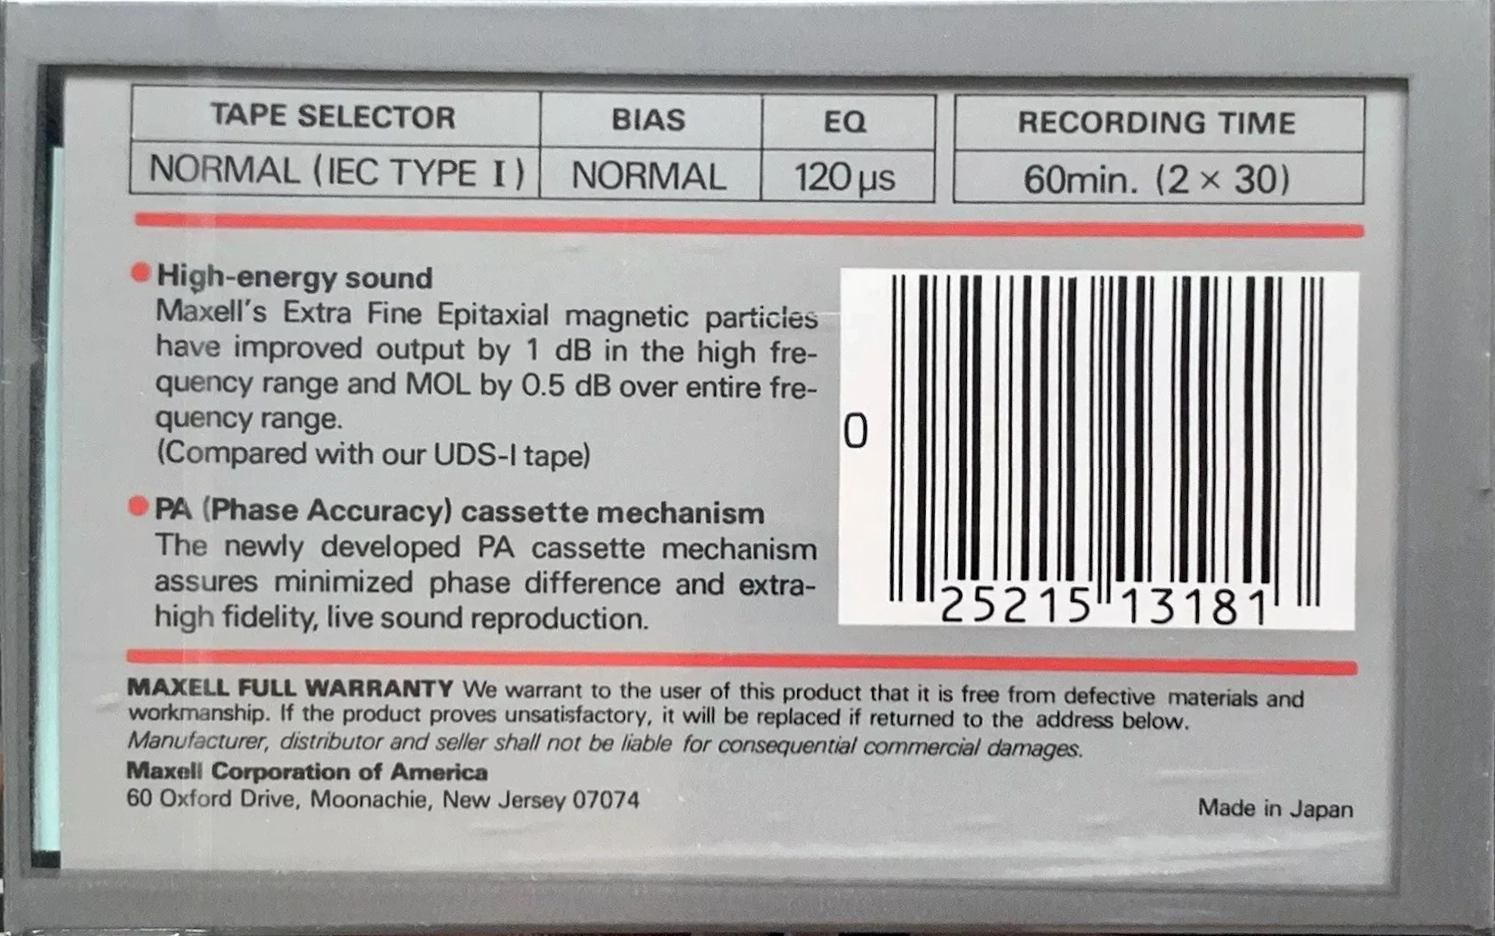 TAPE SELECTOR BIAS EQ RECORDING TIME
NORMAL (IEC TYPE I) NORMAL 120 µs 60min. (2 × 30)
High-energy sound
Maxell's Extra Fine Epitaxial magnetic particles
have improved output by 1 dB in the high fre-
quency range and MOL by 0.5 dB over entire fre-
quency range.
(Compared with our UDS-I tape)
PA (Phase Accuracy) cassette mechanism
The newly developed PA cassette mechanism
assures minimized phase difference and extra-
high fidelity, live sound reproduction.
0
25215 13181
MAXELL FULL WARRANTY We warrant to the user of this product that it is free from defective materials and
workmanship. If the product proves unsatisfactory, it will be replaced if returned to the address below.
Manufacturer, distributor and seller shall not be liable for consequential commercial damages.
Maxell Corporation of America
60 Oxford Drive, Moonachie, New Jersey 07074
Made in Japan